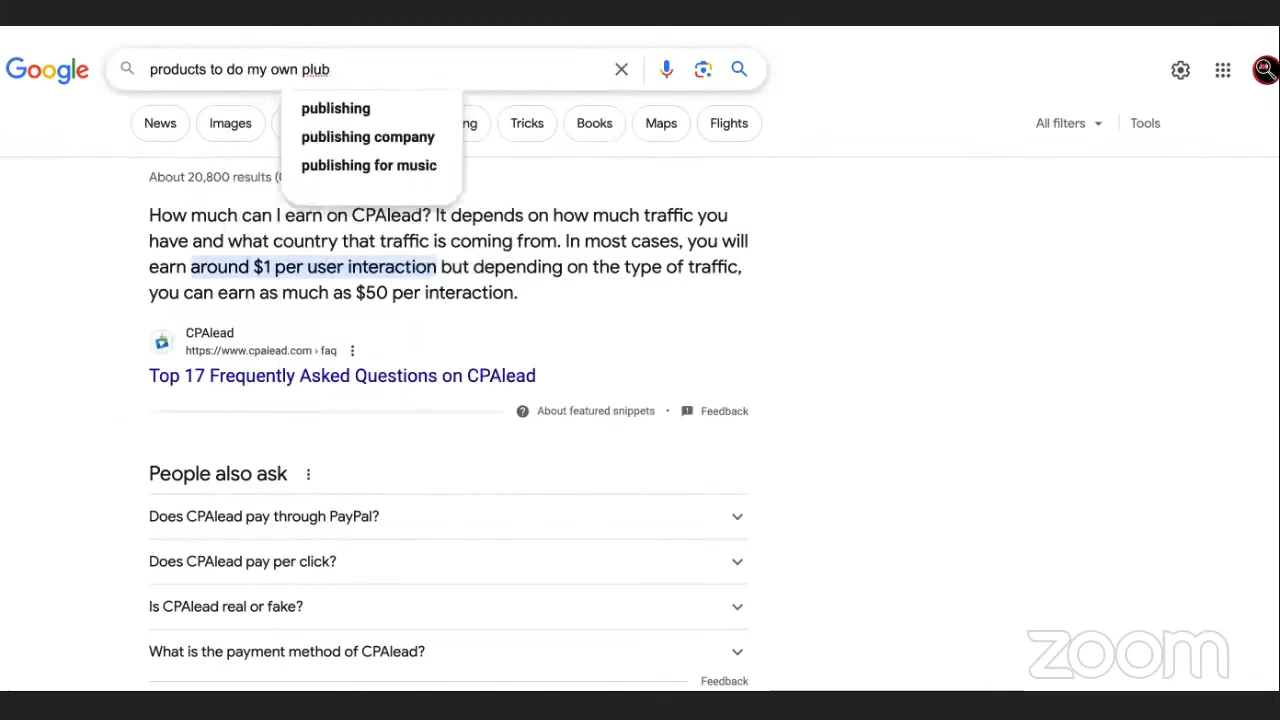 Google
products to do my own plub
publishing
publishing company
publishing for music
News
Images
ng
Tricks
Books
Maps
Flights
All filters
Tools
About 20,800 results (
How much can I earn on CPAlead? It depends on how much traffic you
have and what country that traffic is coming from. In most cases, you will
earn around $1 per user interaction but depending on the type of traffic,
you can earn as much as $50 per interaction.
CPAlead
https://www.cpalead.com › faq
Top 17 Frequently Asked Questions on CPAlead
About featured snippets • Feedback
People also ask
Does CPAlead pay through PayPal?
Does CPAlead pay per click?
Is CPAlead real or fake?
What is the payment method of CPAlead?
Feedback
zoom